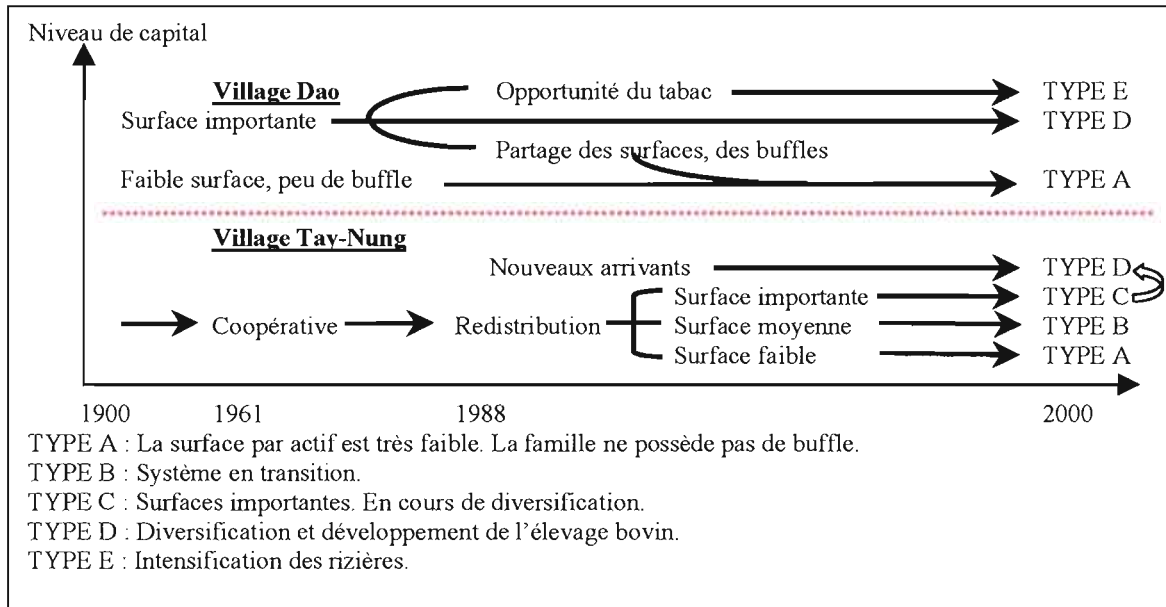 Niveau de capital
Village Dao
Opportunité du tabac
TYPE E
Surface importante
TYPE D
Partage des surfaces, des buffles
Faible surface, peu de buffle
TYPE A
Village Tay-Nung
Nouveaux arrivants
TYPE D
Surface importante
TYPE C
Coopérative
Redistribution
Surface moyenne
TYPE B
Surface faible
TYPE A
1900 1961 1988 2000
TYPE A : La surface par actif est très faible. La famille ne possède pas de buffle.
TYPE B : Système en transition.
TYPE C : Surfaces importantes. En cours de diversification.
TYPE D : Diversification et développement de l'élevage bovin.
TYPE E : Intensification des rizières.